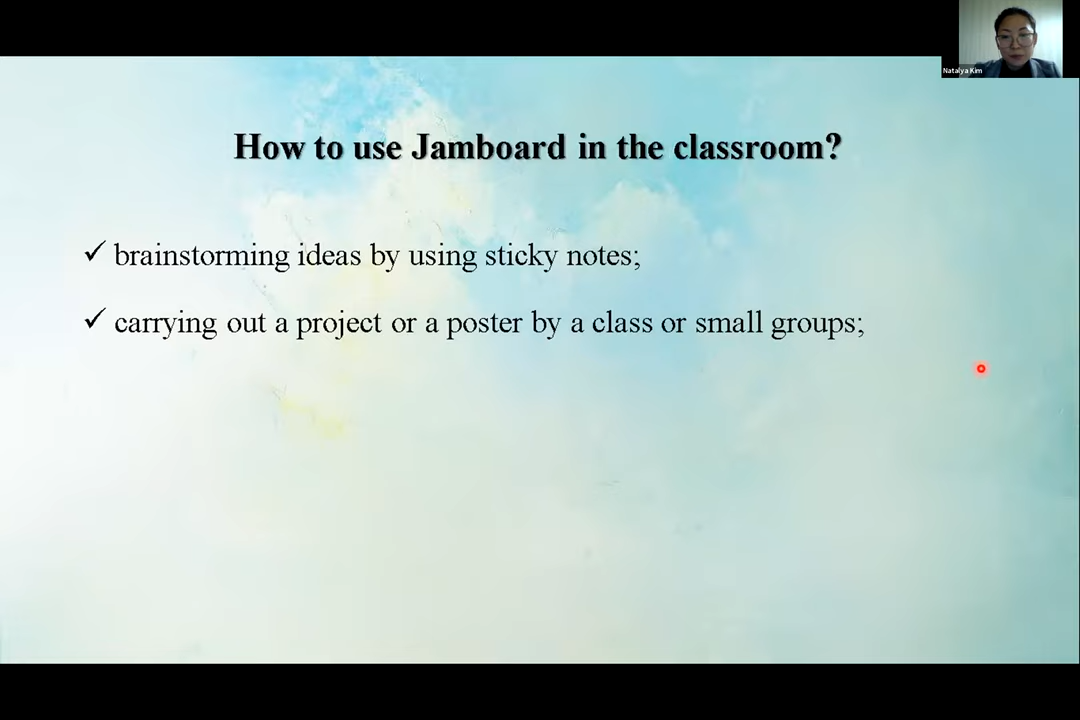 Natalya Kim
How to use Jamboard in the classroom?
✓ brainstorming ideas by using sticky notes;
✓ carrying out a project or a poster by a class or small groups;